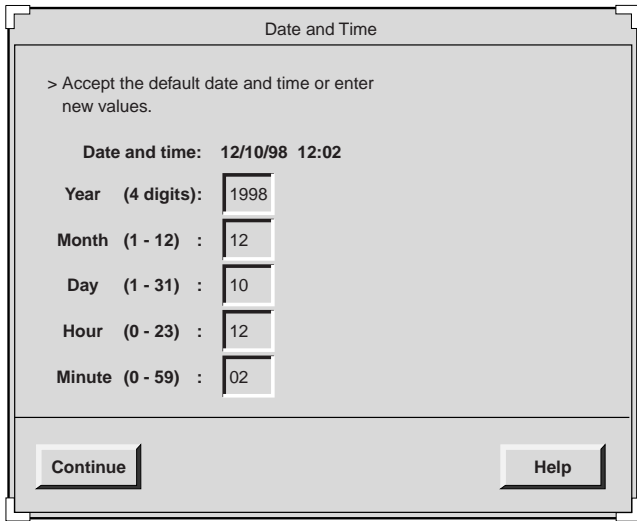 Date and Time
> Accept the default date and time or enter
new values.
Date and time: 12/10/98 12:02
Year (4 digits): 1998
Month (1 - 12) : 12
Day (1 - 31) : 10
Hour (0 - 23) : 12
Minute (0 - 59) : 02
Continue Help